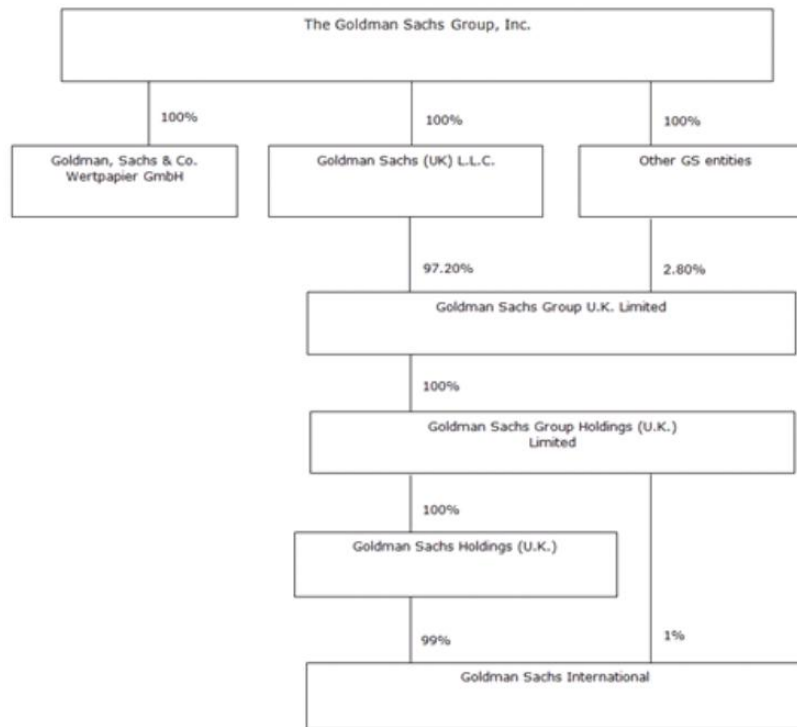 The Goldman Sachs Group, Inc.
100%
100%
100%
Goldman, Sachs & Co.
Wertpapier GmbH
Goldman Sachs (UK) L.L.C.
Other GS entities
97.20%
2.80%
Goldman Sachs Group U.K. Limited
100%
Goldman Sachs Group Holdings (U.K.)
Limited
100%
Goldman Sachs Holdings (U.K.)
99%
1%
Goldman Sachs International